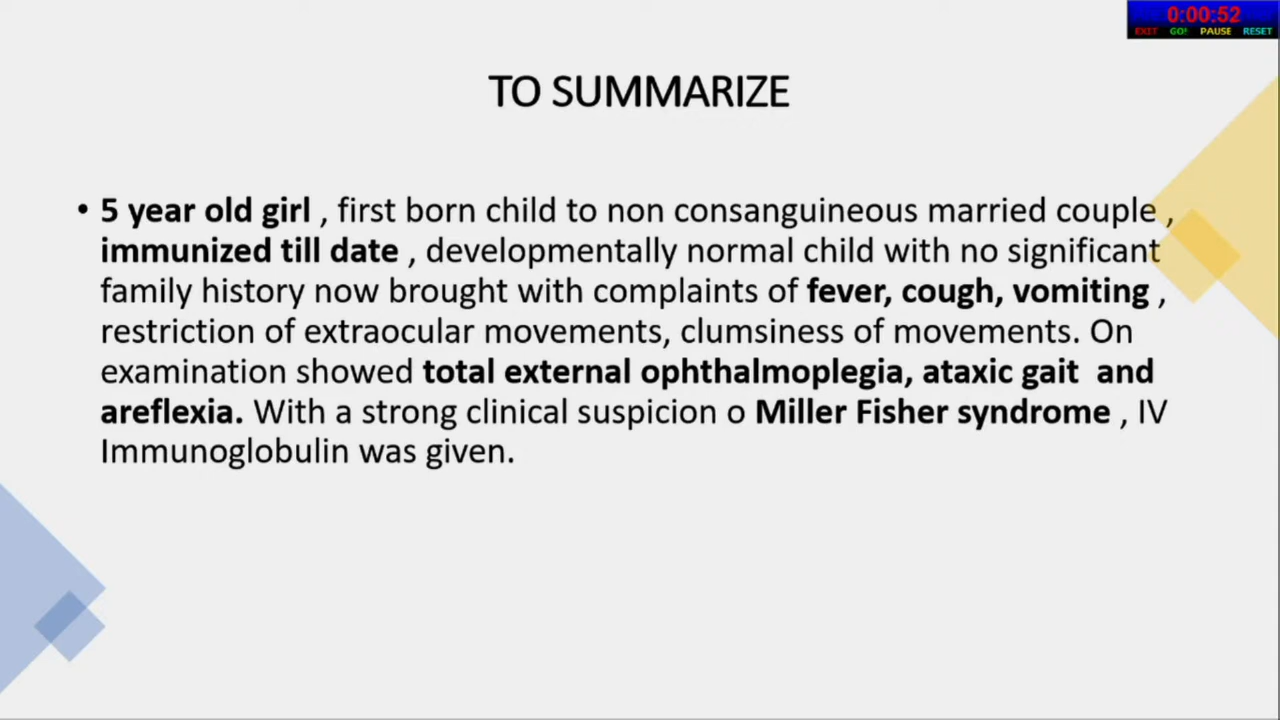 0:00:52
EXIT GO! PAUSE RESET
TO SUMMARIZE
• 5 year old girl , first born child to non consanguineous married couple ,
immunized till date , developmentally normal child with no significant
family history now brought with complaints of fever, cough, vomiting ,
restriction of extraocular movements, clumsiness of movements. On
examination showed total external ophthalmoplegia, ataxic gait  and
areflexia. With a strong clinical suspicion o Miller Fisher syndrome , IV
Immunoglobulin was given.